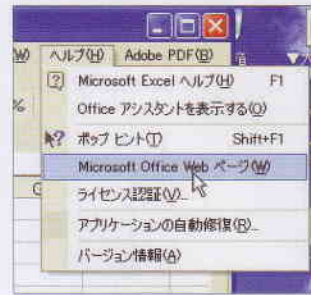 W) ヘルプ(H) Adobe PDF(B)
Microsoft Excel ヘルプ(H) F1
Office アシスタントを表示する(O)
ポップ ヒント(T) Shift+F1
Microsoft Office Web ページ(W)
ライセンス認証(V)...
アプリケーションの自動修復(R)...
バージョン情報(A)
%
G